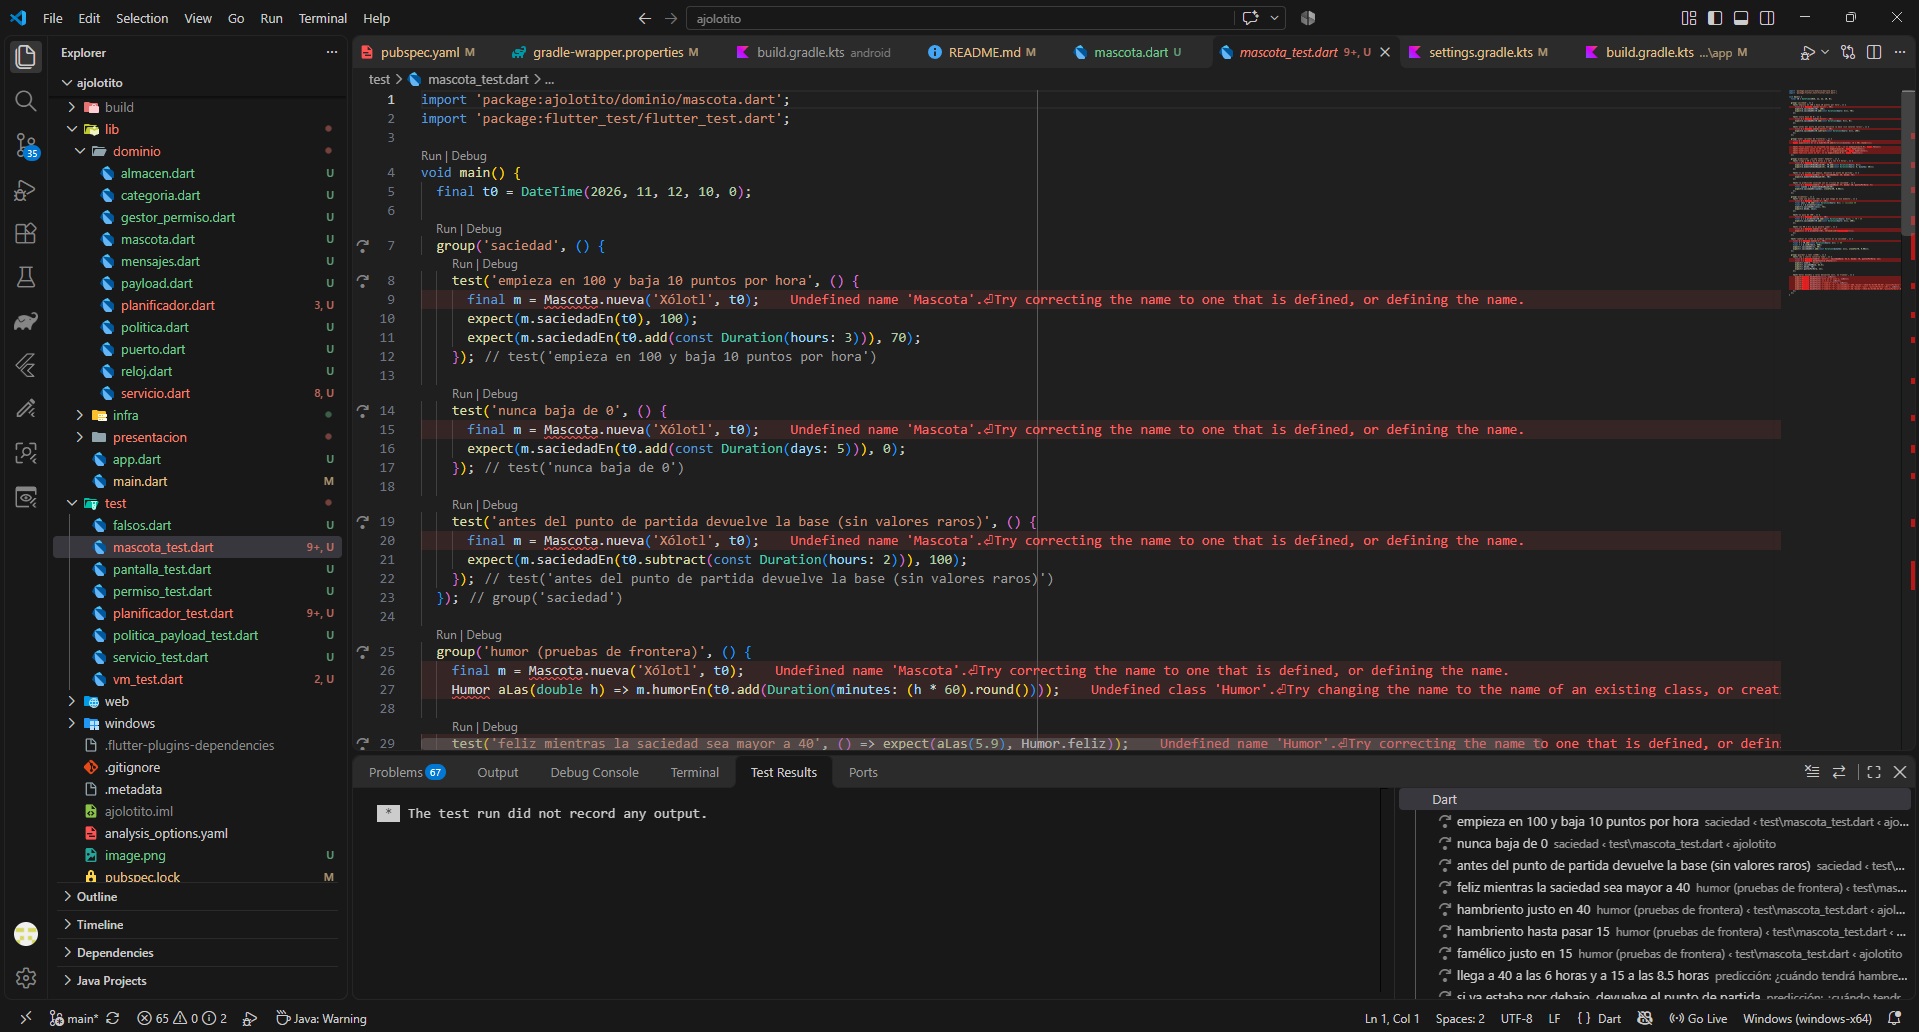 File Edit Selection View Go Run Terminal Help
ajolotito
Explorer
ajolotito
build
lib
dominio
almacen.dart U
categoria.dart U
gestor_permiso.dart U
mascota.dart U
mensajes.dart U
payload.dart U
planificador.dart 3, U
politica.dart U
puerto.dart U
reloj.dart U
servicio.dart 8, U
infra
presentacion
app.dart U
main.dart M
test
falsos.dart U
mascota_test.dart 9+, U
pantalla_test.dart U
permiso_test.dart U
planificador_test.dart 9+, U
politica_payload_test.dart U
servicio_test.dart U
vm_test.dart 2, U
web
windows
.flutter-plugins-dependencies
.gitignore
.metadata
ajolotito.iml
analysis_options.yaml
image.png U
pubspec.lock M
Outline
Timeline
Dependencies
Java Projects
35
pubspec.yaml M gradle-wrapper.properties M build.gradle.kts android README.md M mascota.dart U mascota_test.dart 9+, U settings.gradle.kts M build.gradle.kts ...\app M
test > mascota_test.dart > ...
1 import 'package:ajolotito/dominio/mascota.dart';
2 import 'package:flutter_test/flutter_test.dart';
3
Run | Debug
4 void main() {
5 final t0 = DateTime(2026, 11, 12, 10, 0);
6
Run | Debug
7 group('saciedad', () {
Run | Debug
8 test('empieza en 100 y baja 10 puntos por hora', () {
9 final m = Mascota.nueva('Xólotl', t0); Undefined name 'Mascota'.⏎Try correcting the name to one that is defined, or defining the name.
10 expect(m.saciedadEn(t0), 100);
11 expect(m.saciedadEn(t0.add(const Duration(hours: 3))), 70);
12 }); // test('empieza en 100 y baja 10 puntos por hora')
13
Run | Debug
14 test('nunca baja de 0', () {
15 final m = Mascota.nueva('Xólotl', t0); Undefined name 'Mascota'.⏎Try correcting the name to one that is defined, or defining the name.
16 expect(m.saciedadEn(t0.add(const Duration(days: 5))), 0);
17 }); // test('nunca baja de 0')
18
Run | Debug
19 test('antes del punto de partida devuelve la base (sin valores raros)', () {
20 final m = Mascota.nueva('Xólotl', t0); Undefined name 'Mascota'.⏎Try correcting the name to one that is defined, or defining the name.
21 expect(m.saciedadEn(t0.subtract(const Duration(hours: 2))), 100);
22 }); // test('antes del punto de partida devuelve la base (sin valores raros)')
23 }); // group('saciedad')
24
Run | Debug
25 group('humor (pruebas de frontera)', () {
26 final m = Mascota.nueva('Xólotl', t0); Undefined name 'Mascota'.⏎Try correcting the name to one that is defined, or defining the name.
27 Humor aLas(double h) => m.humorEn(t0.add(Duration(minutes: (h * 60).round()))); Undefined class 'Humor'.⏎Try changing the name to the name of an existing class, or creat
28
Run | Debug
29 test('feliz mientras la saciedad sea mayor a 40', () => expect(aLas(5.9), Humor.feliz)); Undefined name 'Humor'.⏎Try correcting the name to one that is defined, or defin
Problems 67 Output Debug Console Terminal Test Results Ports
* The test run did not record any output.
Dart
empieza en 100 y baja 10 puntos por hora saciedad ‹ test\mascota_test.dart ‹ ajo...
nunca baja de 0 saciedad ‹ test\mascota_test.dart ‹ ajolotito
antes del punto de partida devuelve la base (sin valores raros) saciedad ‹ test\...
feliz mientras la saciedad sea mayor a 40 humor (pruebas de frontera) ‹ test\mas...
hambriento justo en 40 humor (pruebas de frontera) ‹ test\mascota_test.dart ‹ ajol...
hambriento hasta pasar 15 humor (pruebas de frontera) ‹ test\mascota_test.dart ‹ ...
famélico justo en 15 humor (pruebas de frontera) ‹ test\mascota_test.dart ‹ ajolotito
llega a 40 a las 6 horas y a 15 a las 8.5 horas predicción: ¿cuándo tendrá hambre...
si ya estaba por debajo, devuelve el punto de partida predicción: ¿cuándo tendr...
main* 65 0 2 Java: Warning Ln 1, Col 1 Spaces: 2 UTF-8 LF {} Dart Go Live Windows (windows-x64)